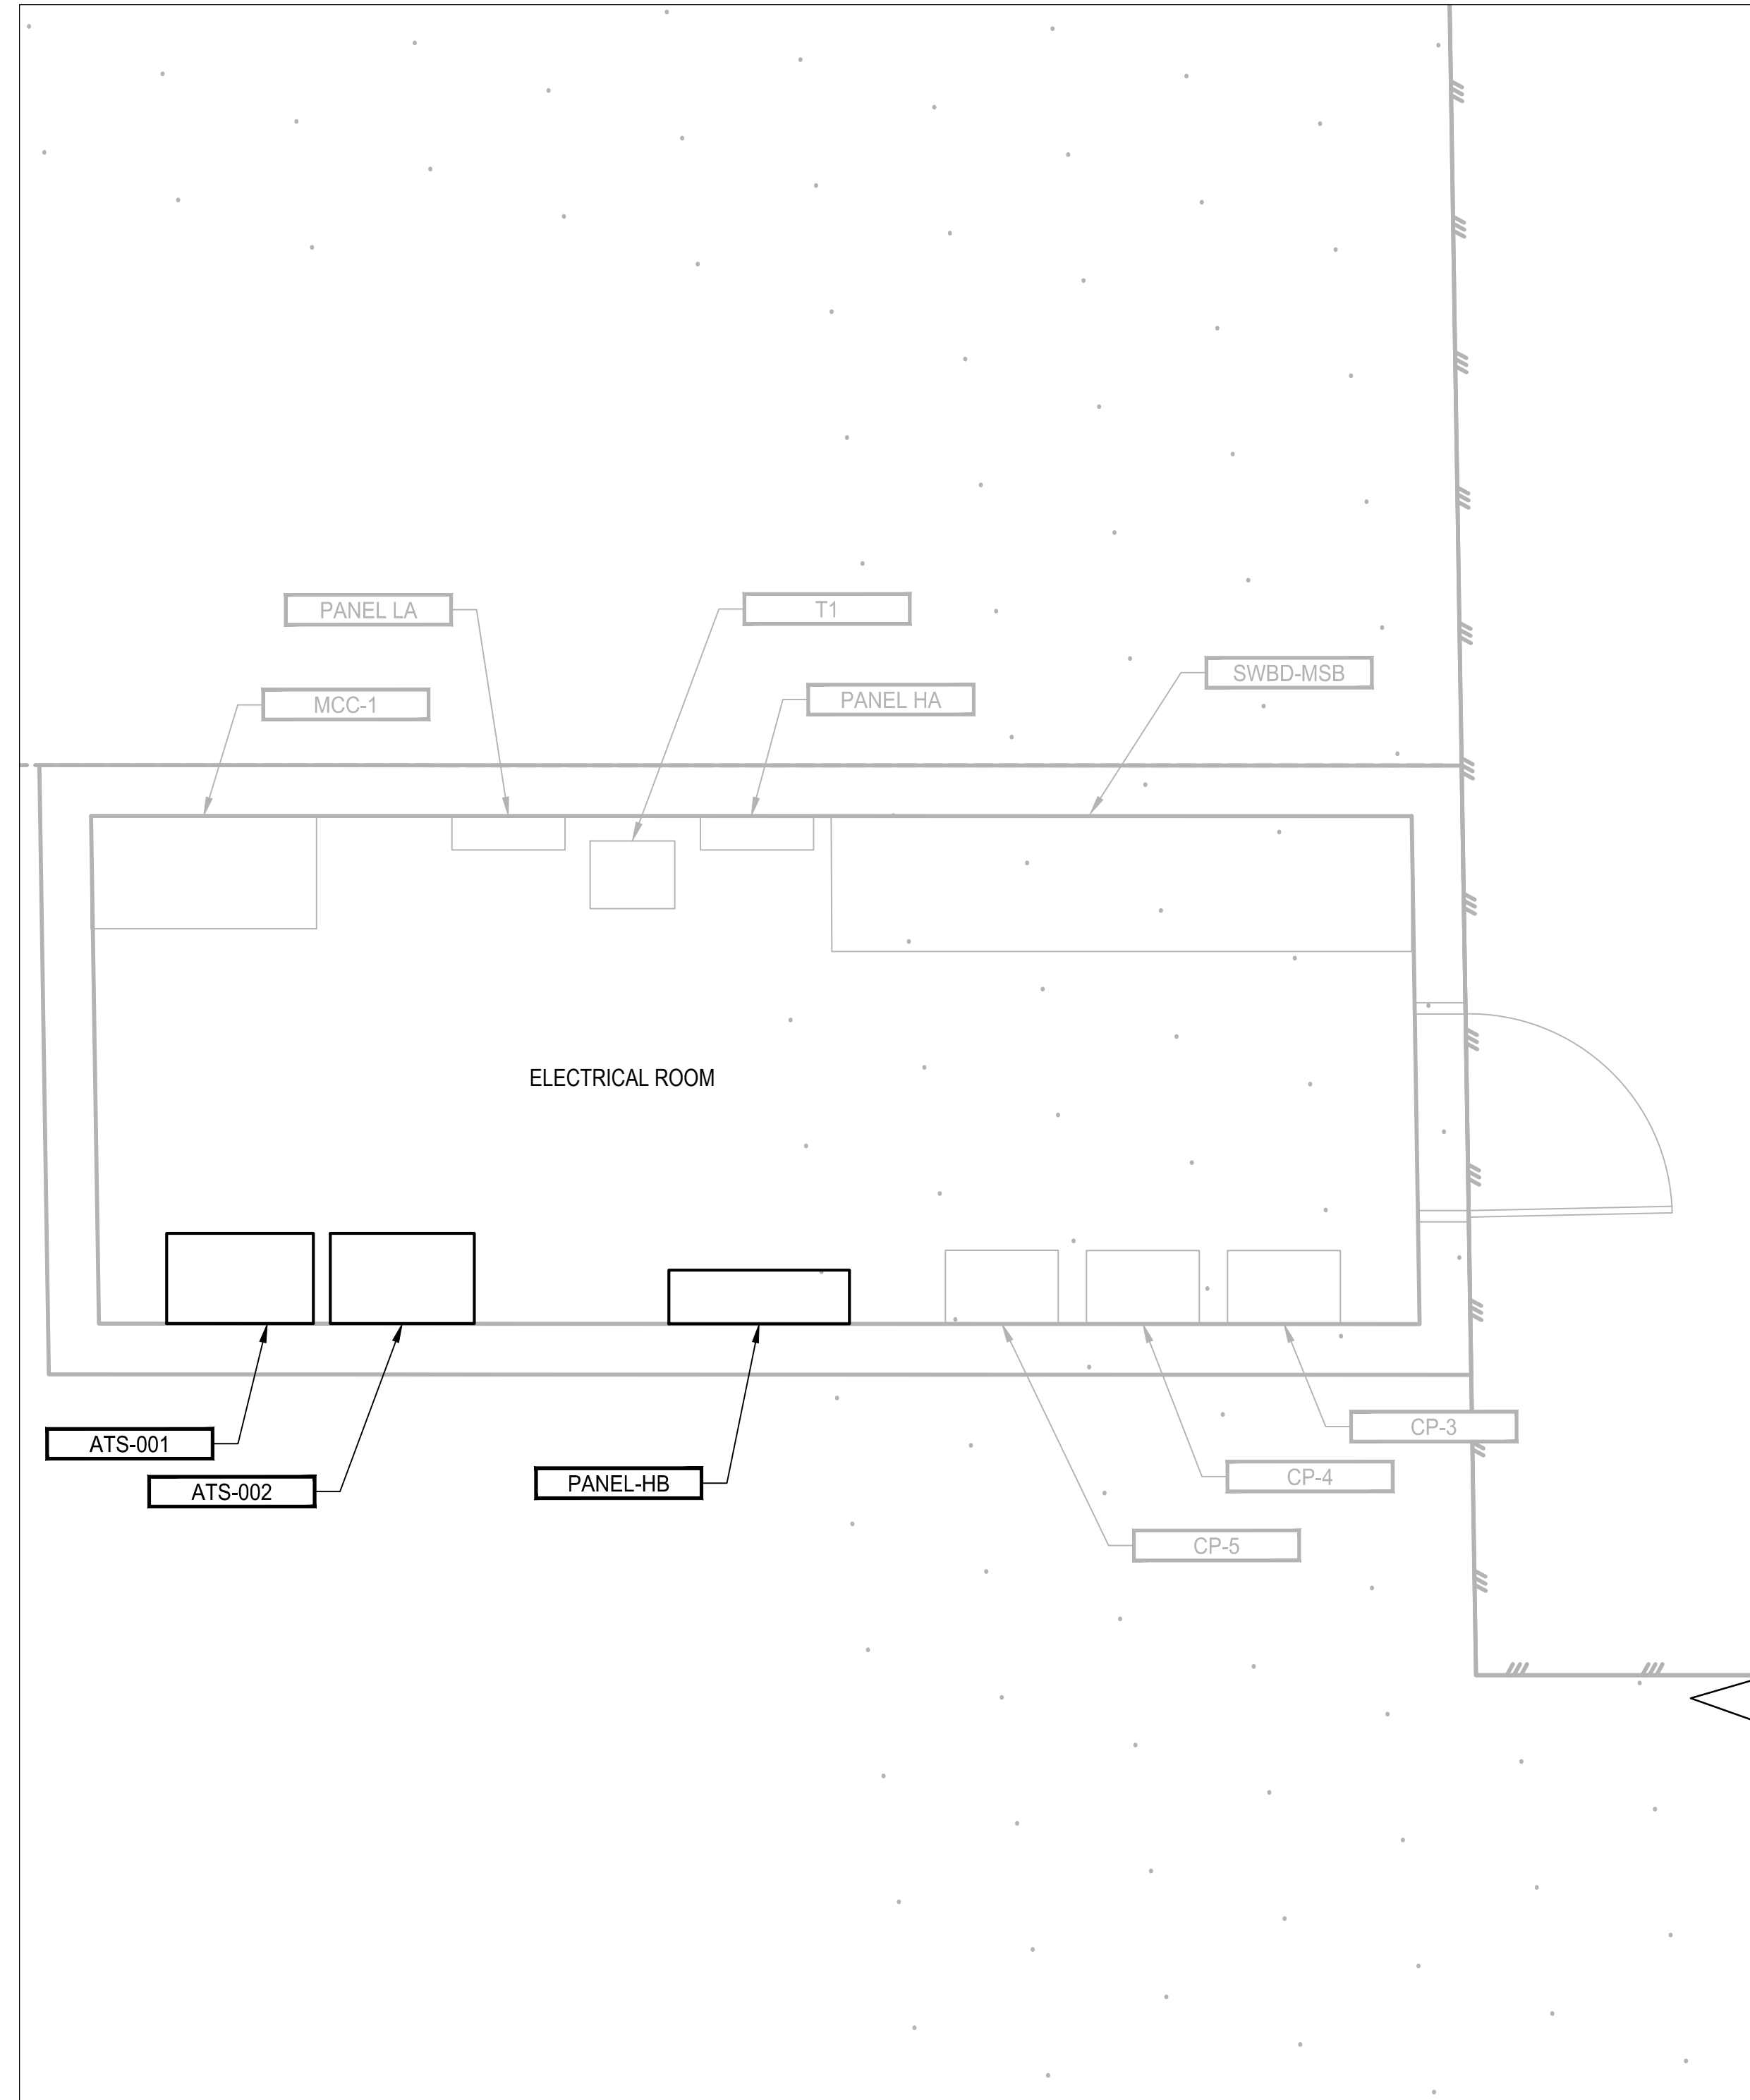 PANEL LA
T1
SWBD-MSB
MCC-1
PANEL HA
ELECTRICAL ROOM
ATS-001
ATS-002
PANEL-HB
CP-3
CP-4
CP-5